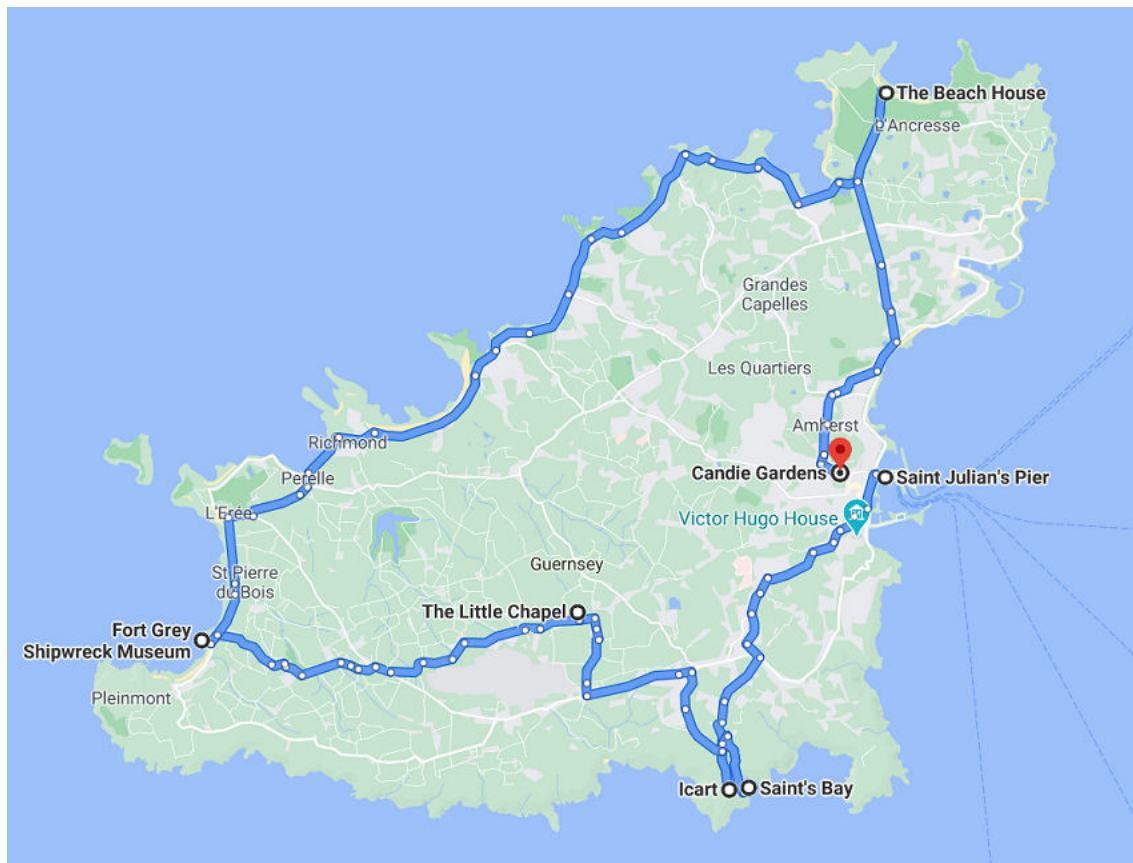 The Beach House
L'Ancresse
Grandes
Capelles
Les Quartiers
Amherst
Richmond
Candie Gardens
Saint Julian's Pier
Perelle
L'Erée
Victor Hugo House
Guernsey
St Pierre
du Bois
The Little Chapel
Fort Grey
Shipwreck Museum
Pleinmont
Icart
Saint's Bay